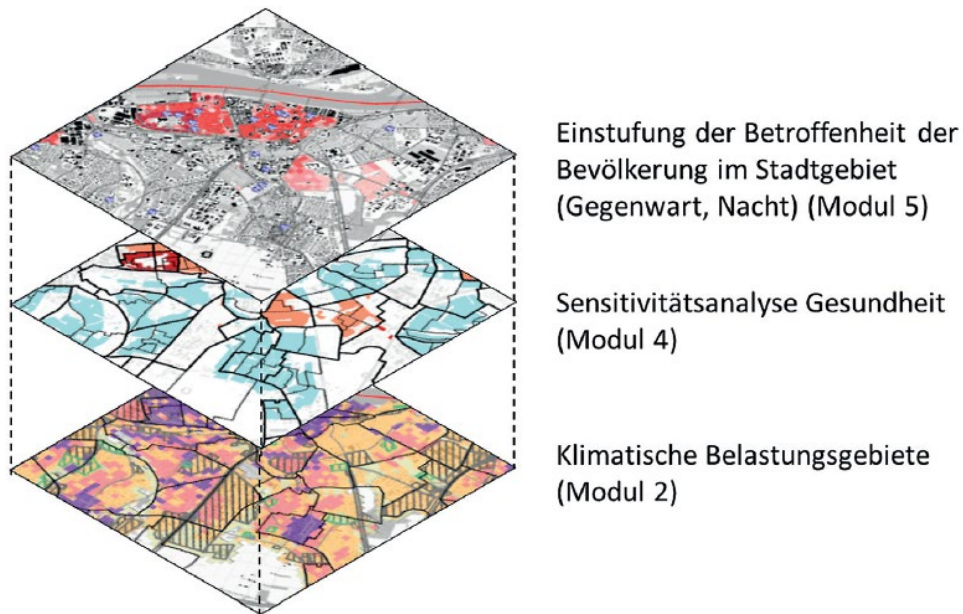 Einstufung der Betroffenheit der
Bevölkerung im Stadtgebiet
(Gegenwart, Nacht) (Modul 5)
Sensitivitätsanalyse Gesundheit
(Modul 4)
Klimatische Belastungsgebiete
(Modul 2)